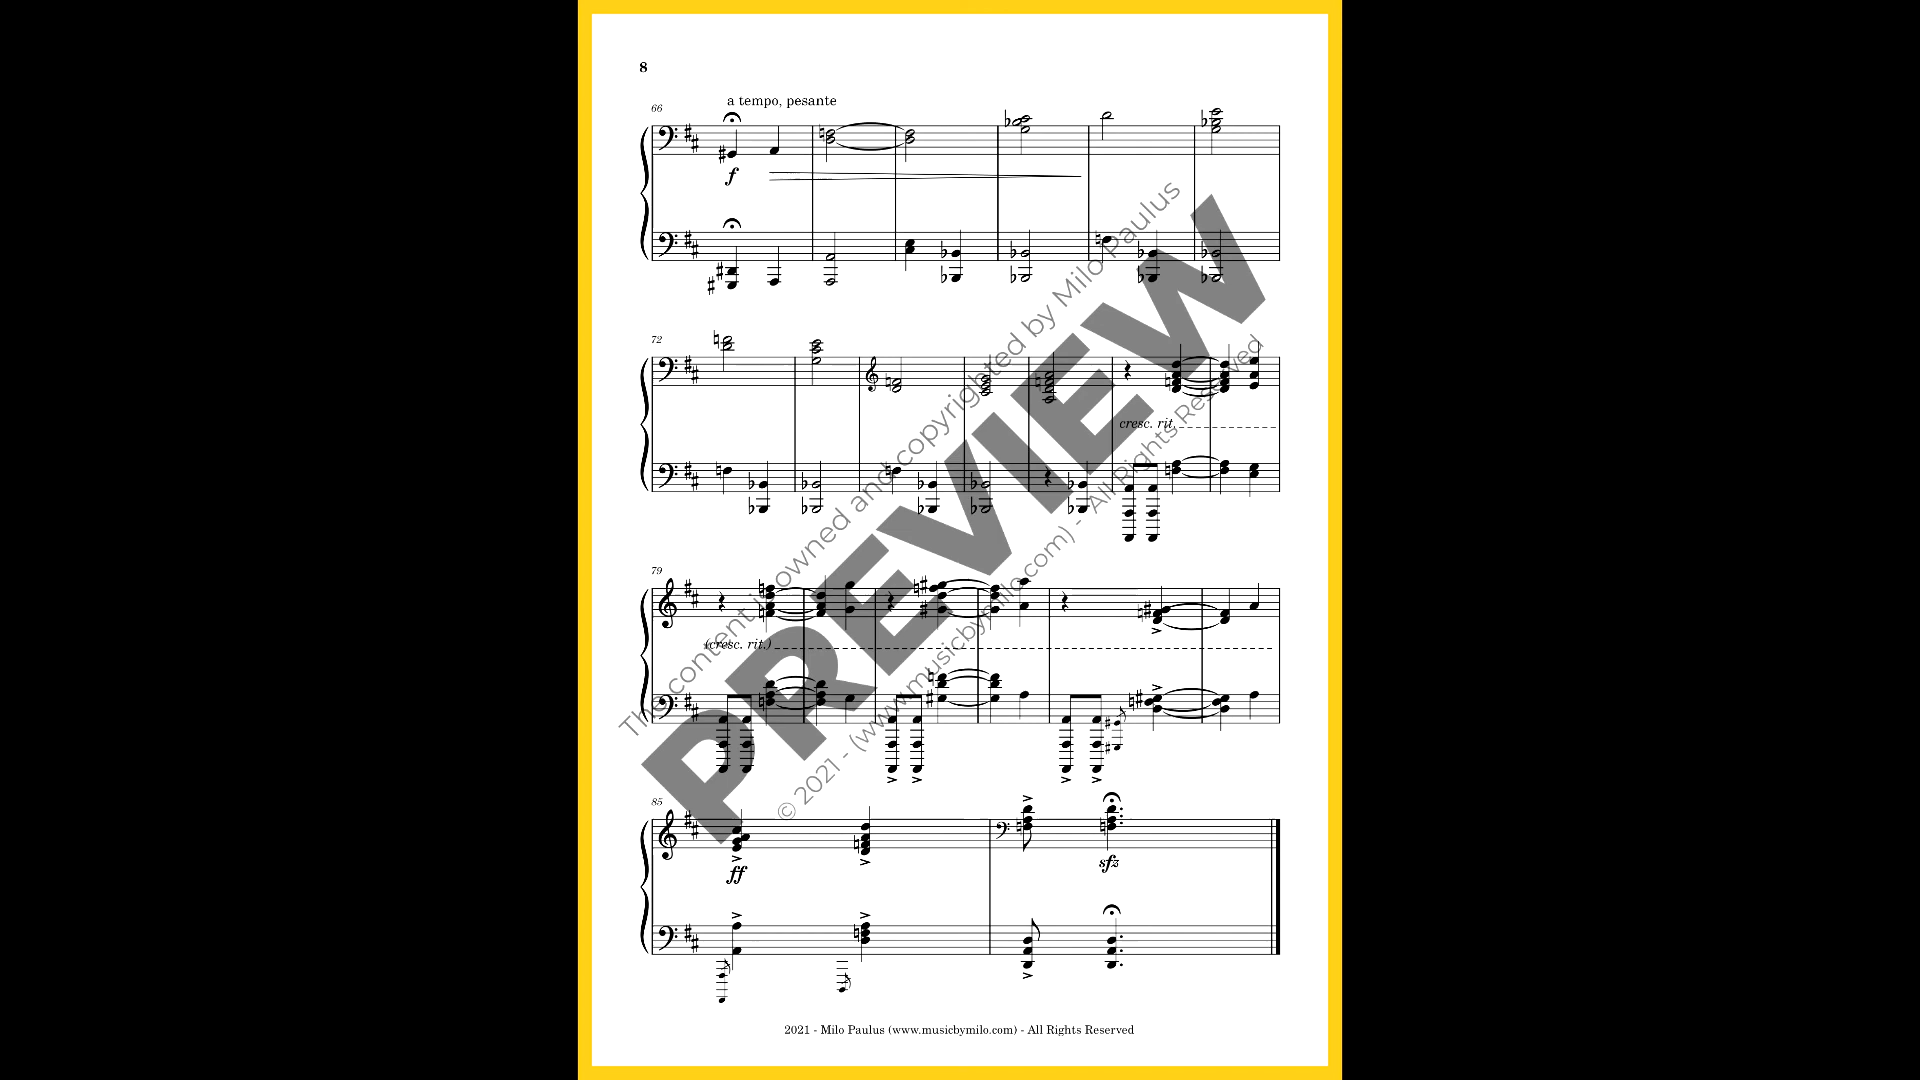 8
66
a tempo, pesante
f
72
cresc. rit.
79
(cresc. rit.)
85
ff
sfz
PREVIEW
The content is owned and copyrighted by Milo Paulus
© 2021 - (www.musicbymilo.com) - All Rights Reserved
2021 - Milo Paulus (www.musicbymilo.com) - All Rights Reserved